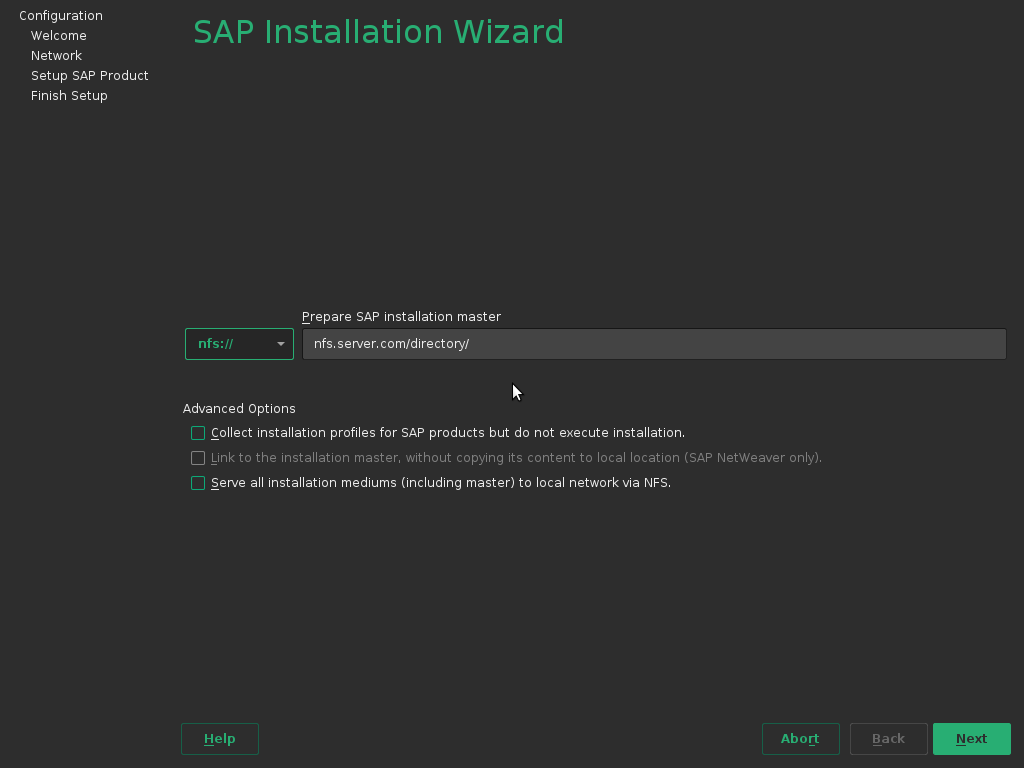 Configuration
Welcome
Network
Setup SAP Product
Finish Setup
SAP Installation Wizard
Prepare SAP installation master
nfs:// nfs.server.com/directory/
Advanced Options
Collect installation profiles for SAP products but do not execute installation.
Link to the installation master, without copying its content to local location (SAP NetWeaver only).
Serve all installation mediums (including master) to local network via NFS.
Help Abort Back Next